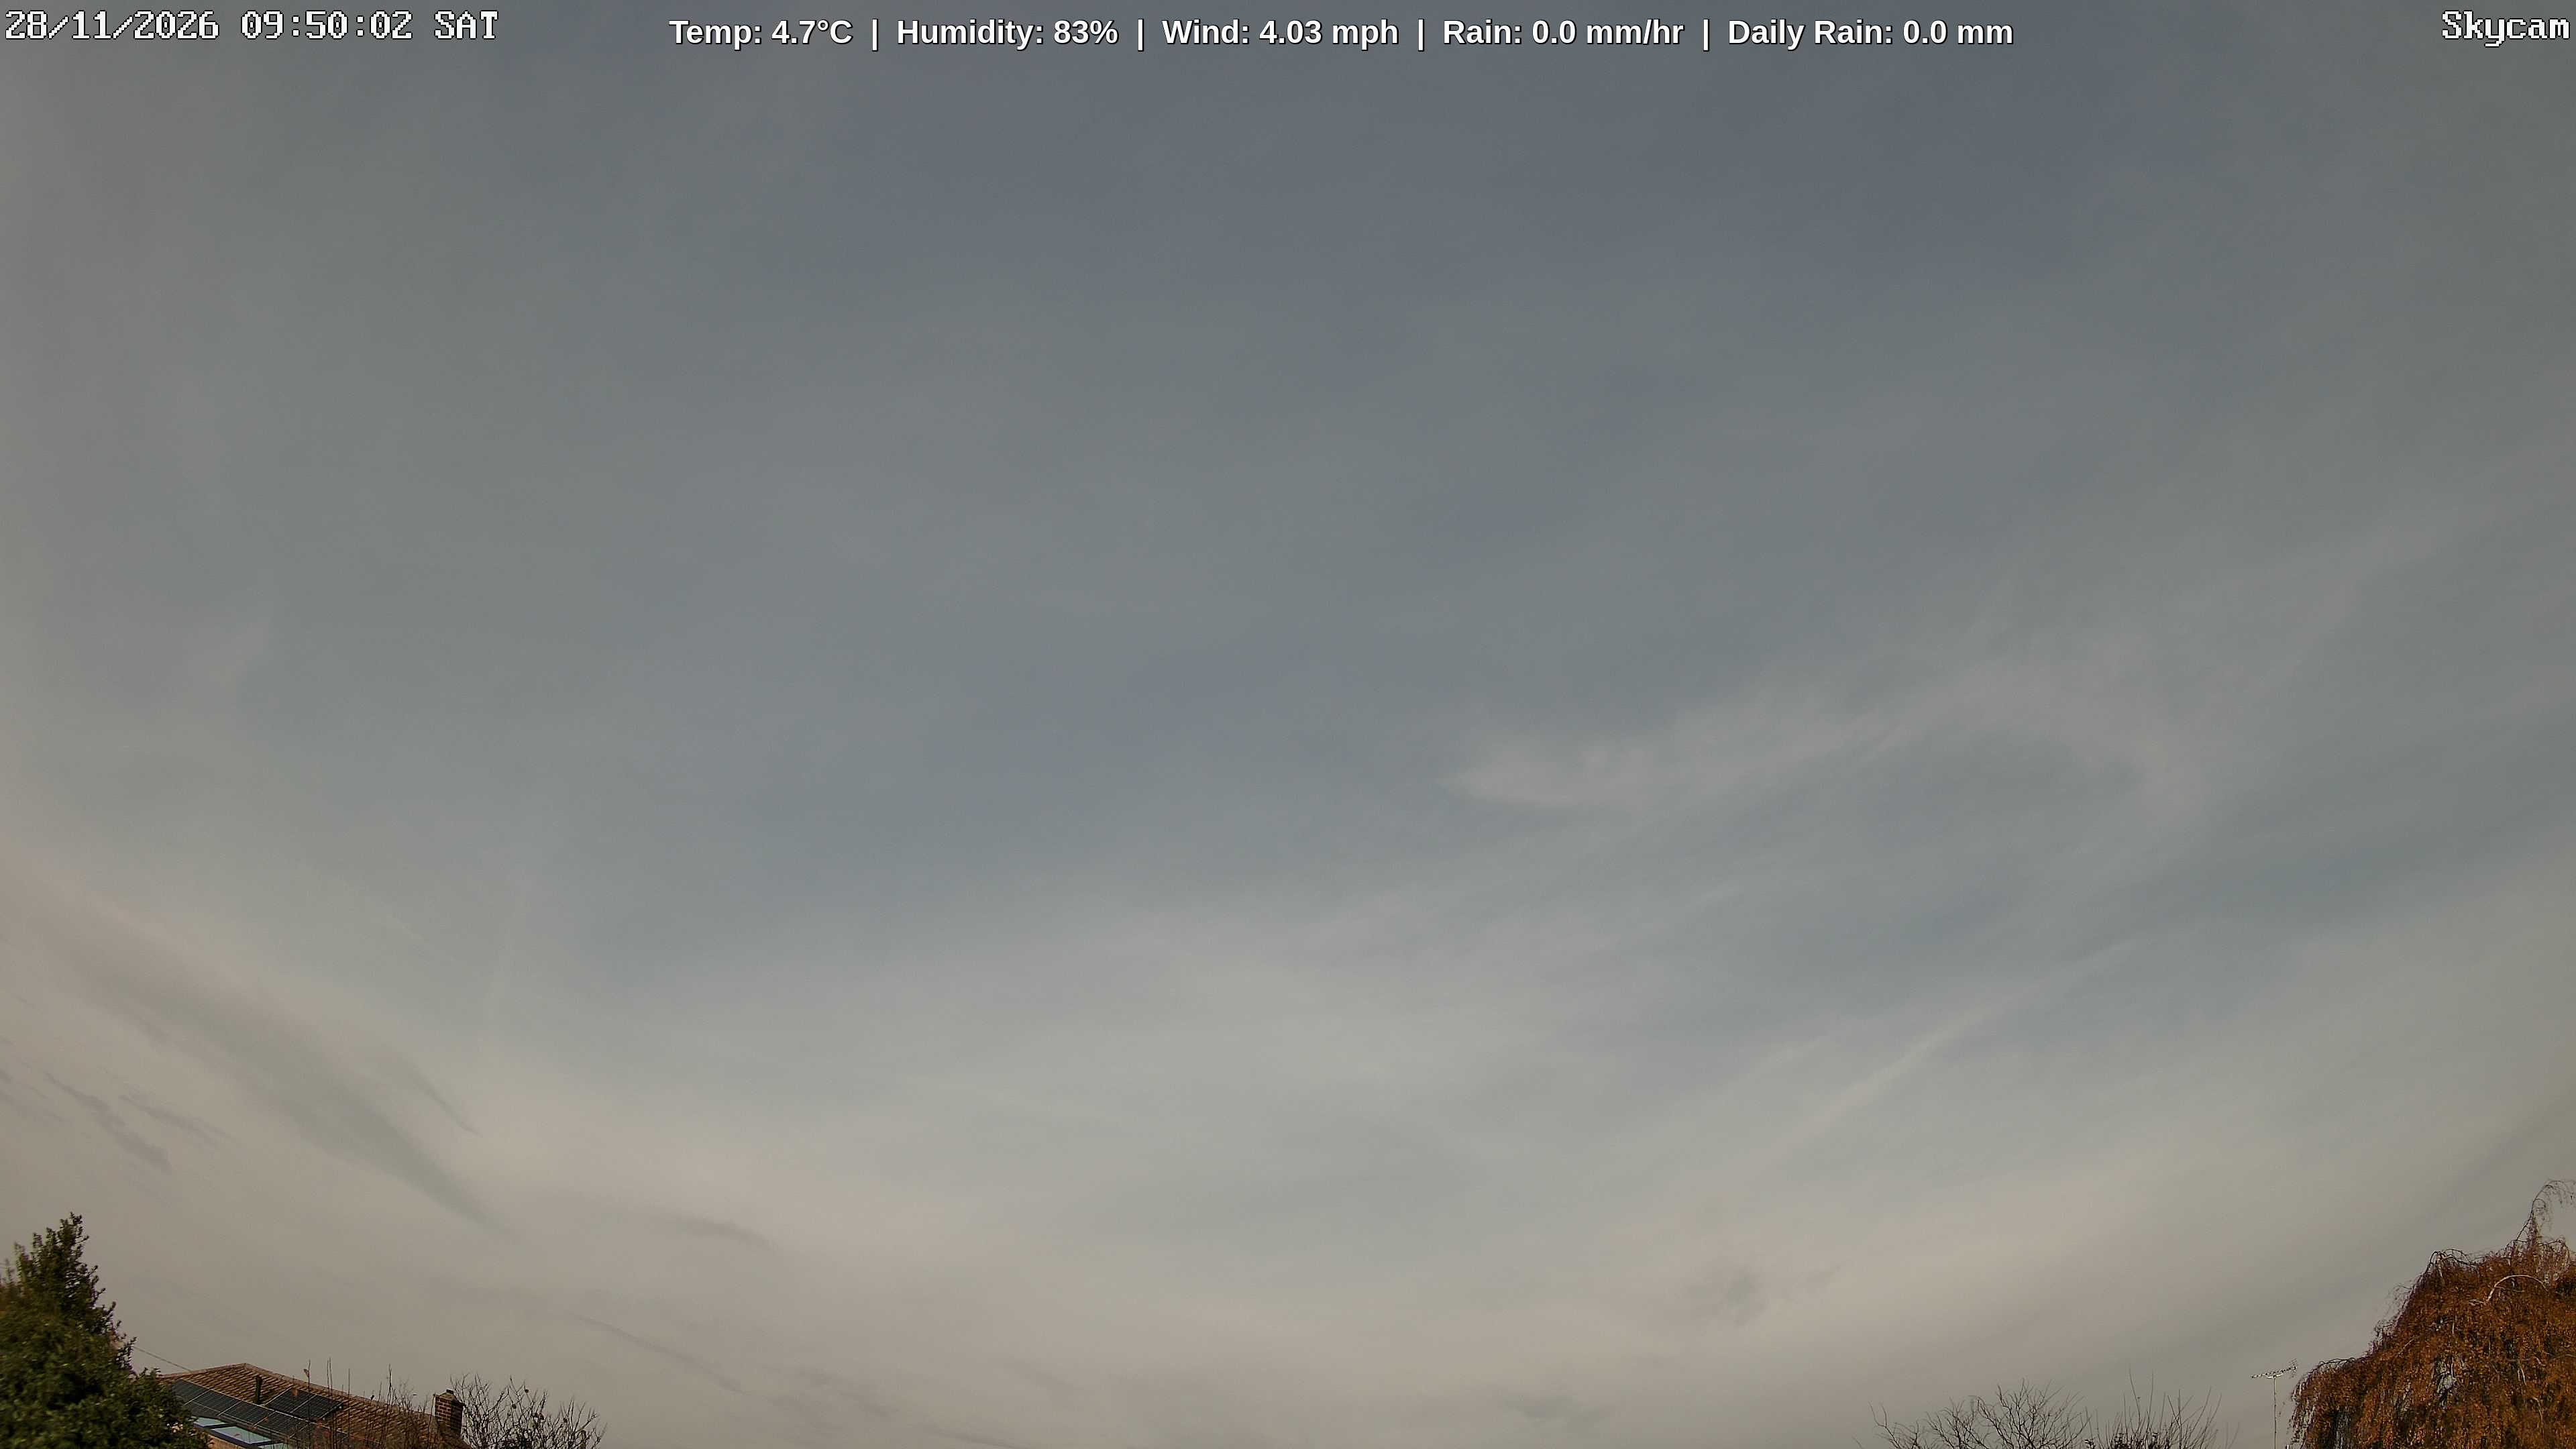 28/11/2026 09:50:02 SAT
Temp: 4.7°C | Humidity: 83% | Wind: 4.03 mph | Rain: 0.0 mm/hr | Daily Rain: 0.0 mm
Skycam